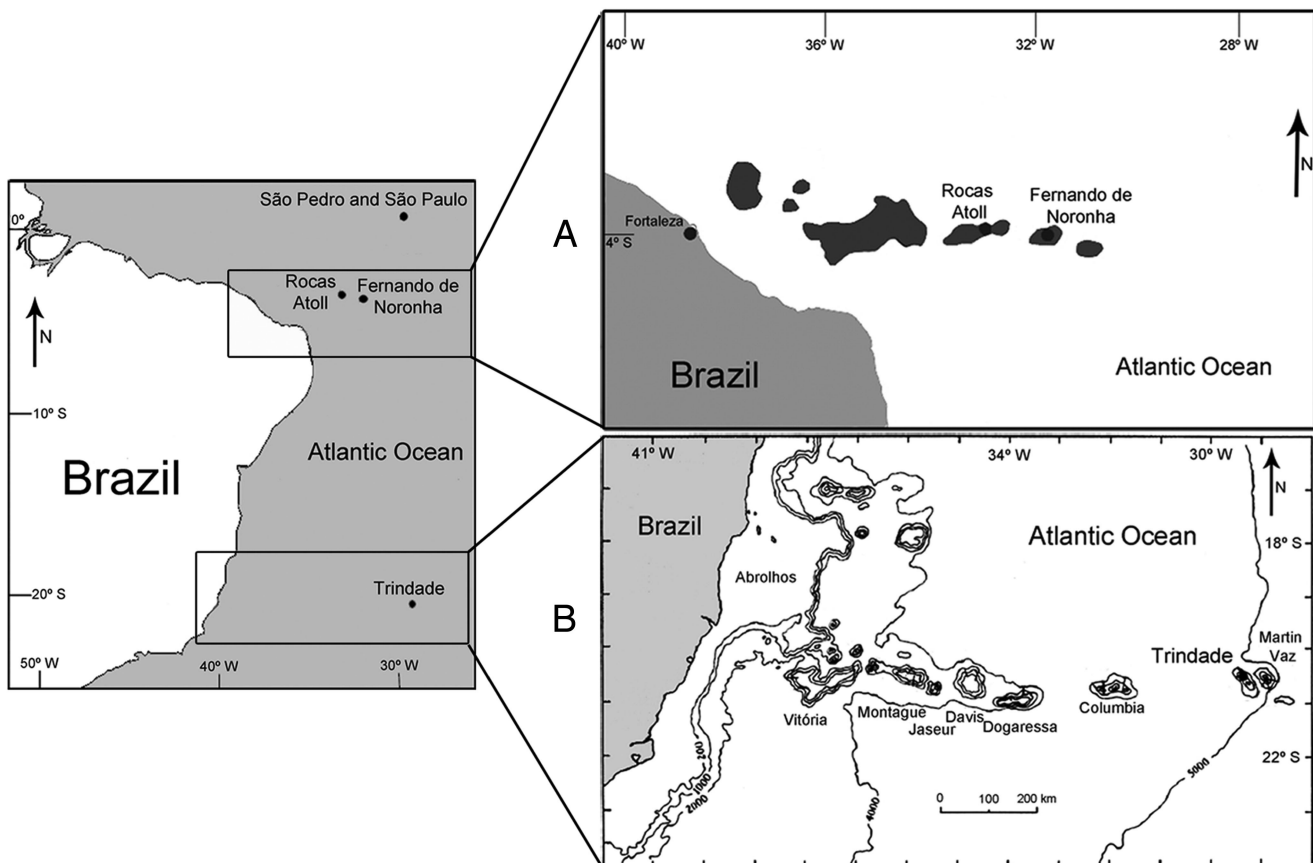 São Pedro and São Paulo
0°
Rocas
Atoll
Fernando de
Noronha
N
10° S
Atlantic Ocean
Brazil
Trindade
20° S
50° W
40° W
30° W
A
40° W
36° W
32° W
28° W
N
Rocas
Atoll
Fernando de
Noronha
Fortaleza
4° S
Brazil
Atlantic Ocean
B
41° W
34° W
30° W
N
Brazil
Atlantic Ocean
18° S
Abrolhos
Martin
Vaz
Trindade
Vitória
Montague
Jaseur
Davis
Dogaressa
Columbia
200
1000
2000
4000
5000
22° S
0 100 200 km